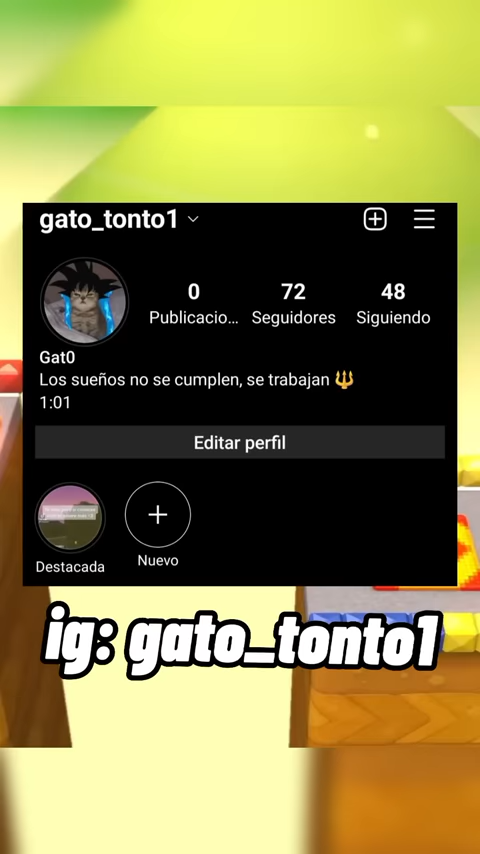 gato_tonto1
0 72 48
Publicacio... Seguidores Siguiendo
Gat0
Los sueños no se cumplen, se trabajan 🔱
1:01
Editar perfil
Destacada Nuevo
ig: gato_tonto1